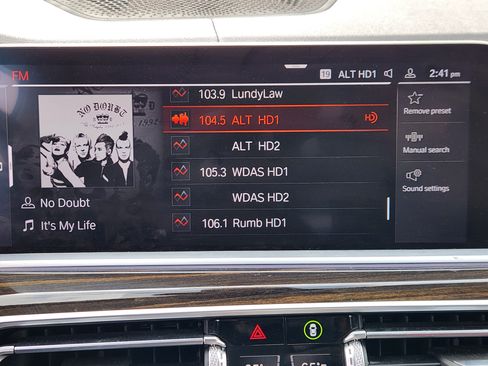 FM
19 ALT HD1
2:41 pm
NO DOUBT
1992
No Doubt
It's My Life
103.9 LundyLaw
104.5 ALT HD1
ALT HD2
105.3 WDAS HD1
WDAS HD2
106.1 Rumb HD1
Remove preset
Manual search
Sound settings